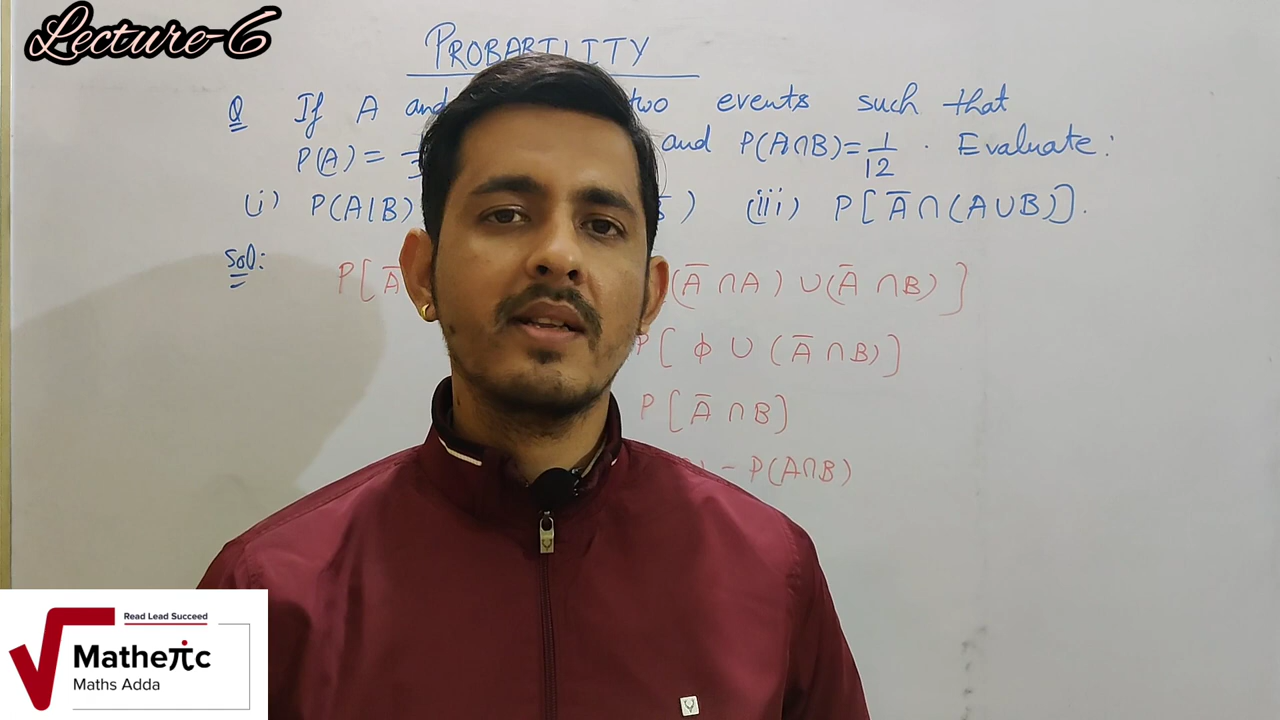 Lecture-6
PROBABILITY
Q If A and two events such that
P(A) = and P(A∩B) = 1/12 . Evaluate :
(i) P(A|B) ) (iii) P[ A̅ ∩ (A∪B)].
Sol:
P[ A̅ (A̅ ∩ A) ∪ (A̅ ∩ B) ]
P[ ϕ ∪ (A̅ ∩ B) ]
P[ A̅ ∩ B ]
- P(A∩B)
Read Lead Succeed
Matheπc
Maths Adda